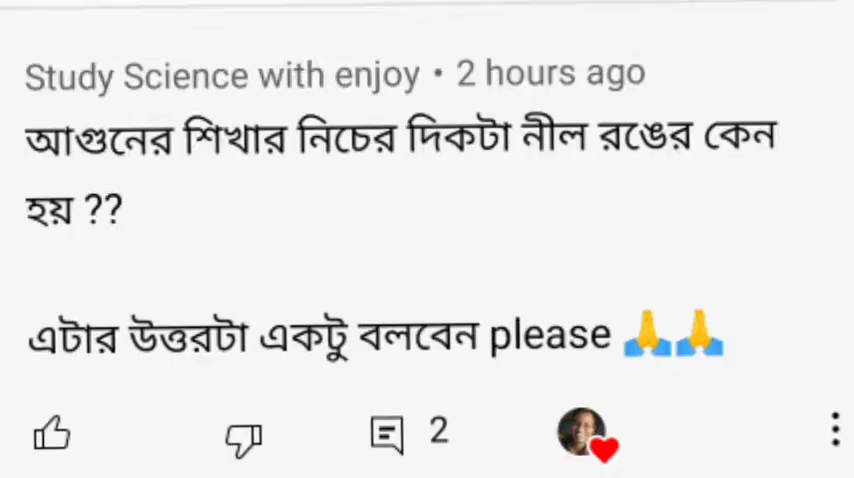 Study Science with enjoy • 2 hours ago
আগুনের শিখার নিচের দিকটা নীল রঙের কেন
হয় ??
এটার উত্তরটা একটু বলবেন please 🙏🙏
2